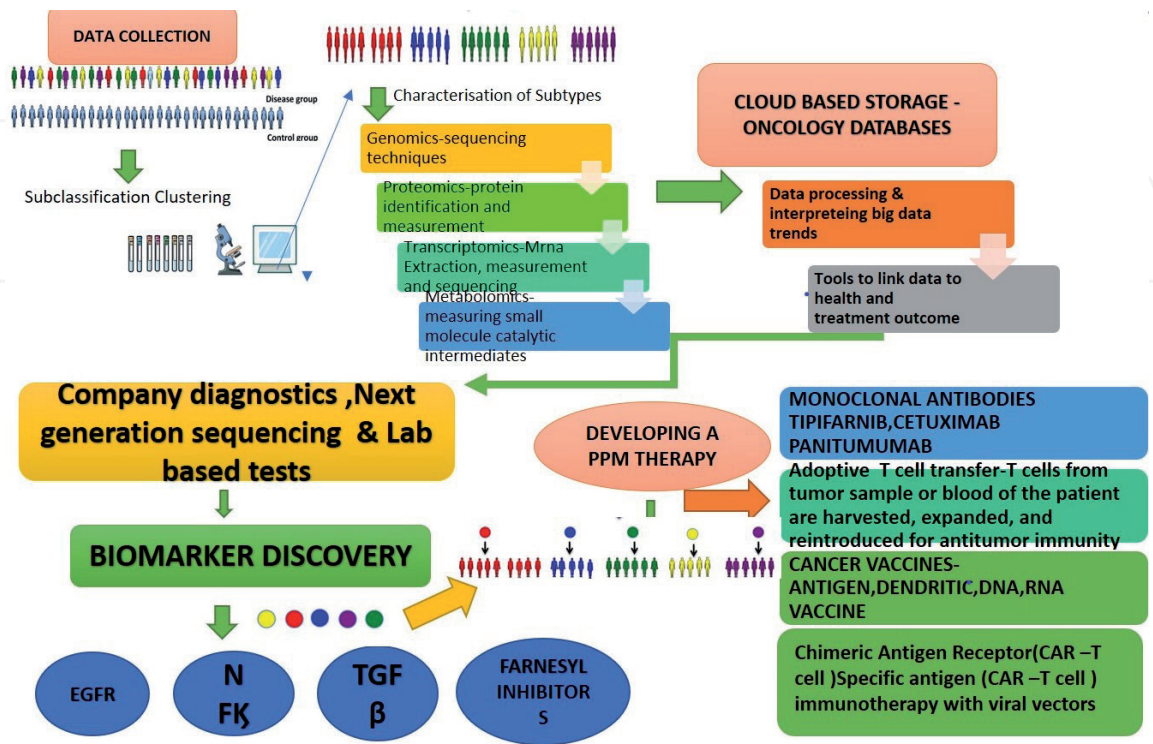 DATA COLLECTION
Disease group
Control group
Subclassification Clustering
Characterisation of Subtypes
Genomics-sequencing
techniques
Proteomics-protein
identification and
measurement
Transcriptomics-Mrna
Extraction, measurement
and sequencing
Metabolomics-
measuring small
molecule catalytic
intermediates
CLOUD BASED STORAGE -
ONCOLOGY DATABASES
Data processing &
interpreteing big data
trends
Tools to link data to
health and
treatment outcome
Company diagnostics ,Next
generation sequencing & Lab
based tests
BIOMARKER DISCOVERY
EGFR
N
FĶ
TGF
β
FARNESYL
INHIBITOR
S
DEVELOPING A
PPM THERAPY
MONOCLONAL ANTIBODIES
TIPIFARNIB,CETUXIMAB
PANITUMUMAB
Adoptive T cell transfer-T cells from
tumor sample or blood of the patient
are harvested, expanded, and
reintroduced for antitumor immunity
CANCER VACCINES-
ANTIGEN,DENDRITIC,DNA,RNA
VACCINE
Chimeric Antigen Receptor(CAR –T
cell )Specific antigen (CAR –T cell )
immunotherapy with viral vectors